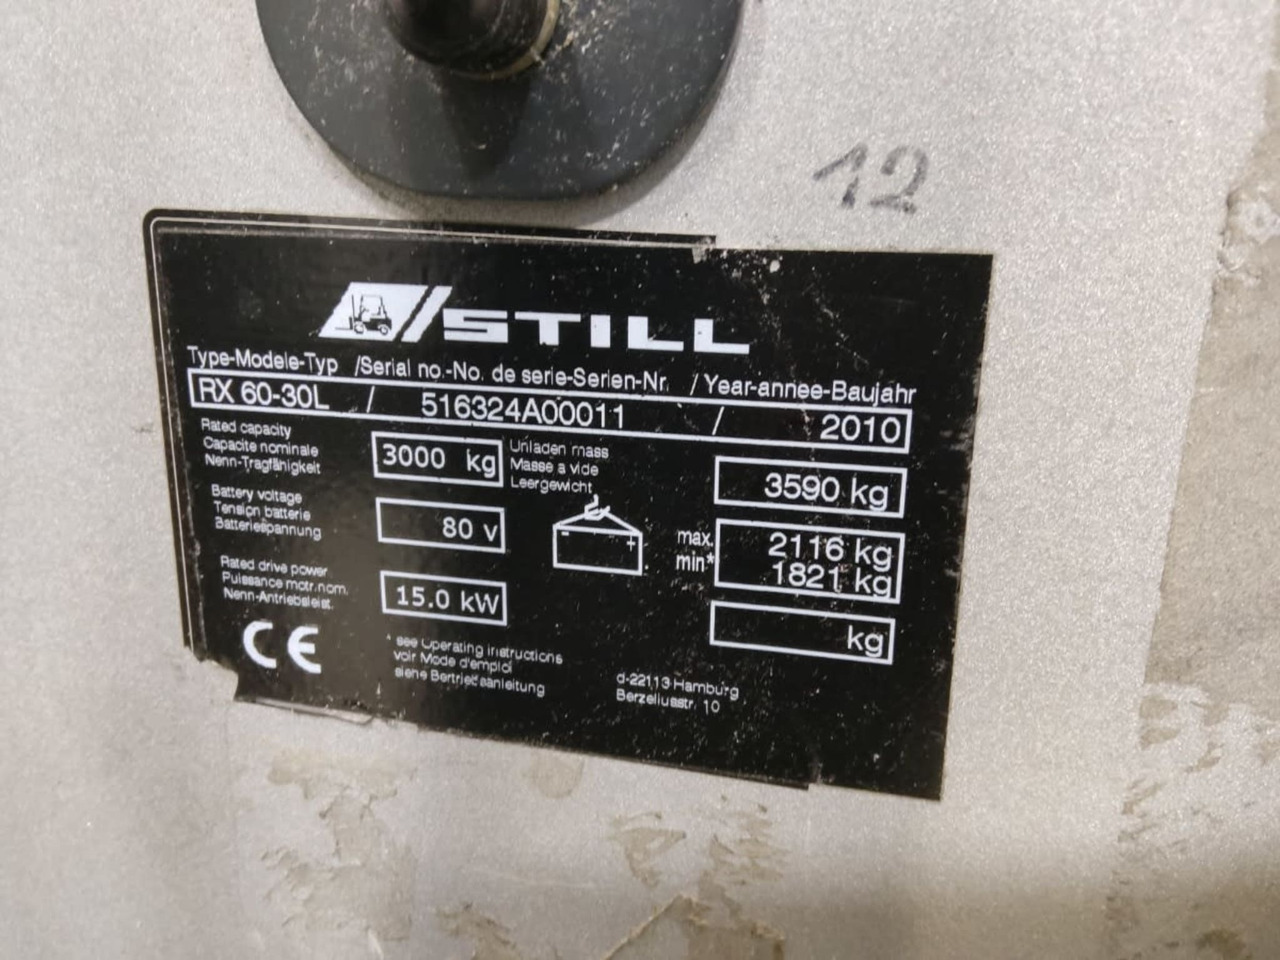 12
STILL
Type-Modele-Typ /Serial no.-No. de serie-Serien-Nr. / Year-annee-Baujahr
RX 60-30L / 516324A00011 / 2010
Rated capacity
Capacite nominale
Nenn-Tragfähigkeit
3000 kg
Unladen mass
Masse a vide
Leergewicht
3590 kg
Battery voltage
Tension batterie
Batteriespannung
80 v
- +
max. 2116 kg
min* 1821 kg
Rated drive power
Puissance motr.nom.
Nenn-Antriebsleist.
15.0 kW
kg
CE
* see Operating instructions
voir Mode d'emploi
siehe Bertriebsanleitung
d-22113 Hamburg
Berzeliusstr. 10